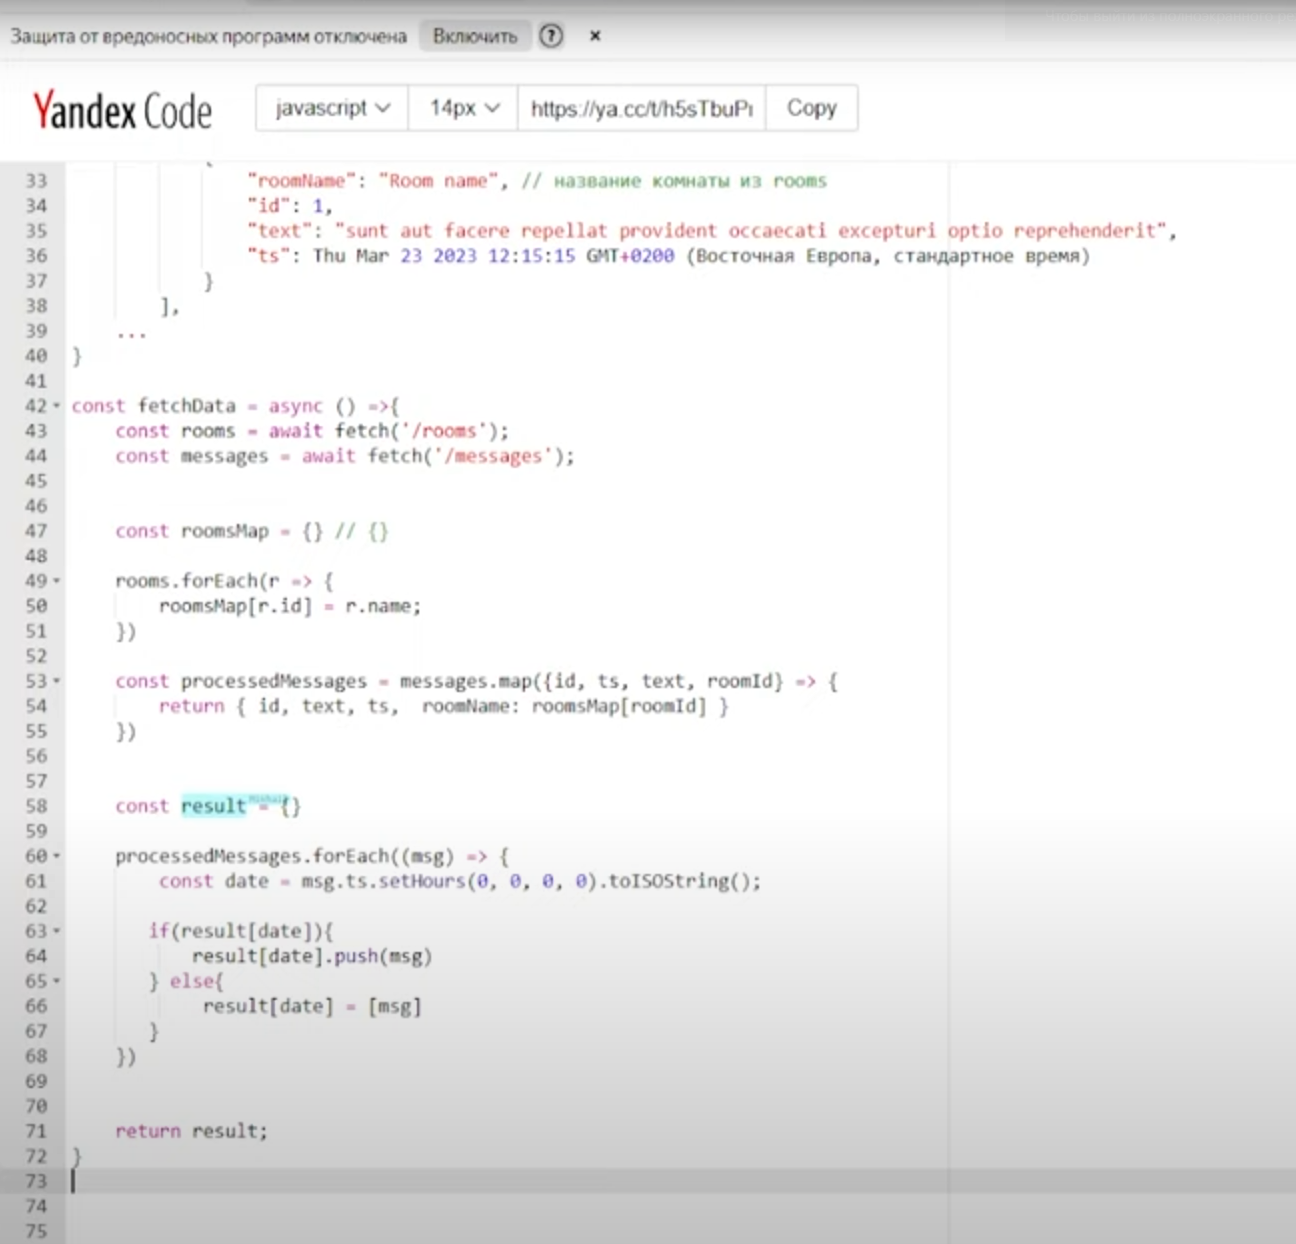 Защита от вредоносных программ отключена Включить ? ×
Yandex Code javascript 14px https://ya.cc/t/h5sTbuPı Copy
33 "roomName": "Room name", // название комнаты из rooms
34 "id": 1,
35 "text": "sunt aut facere repellat provident occaecati excepturi optio reprehenderit",
36 "ts": Thu Mar 23 2023 12:15:15 GMT+0200 (Восточная Европа, стандартное время)
37 }
38 ],
39 ...
40 }
41
42 const fetchData = async () =>{
43 const rooms = await fetch('/rooms');
44 const messages = await fetch('/messages');
45
46
47 const roomsMap = {} // {}
48
49 rooms.forEach(r => {
50 roomsMap[r.id] = r.name;
51 })
52
53 const processedMessages = messages.map({id, ts, text, roomId} => {
54 return { id, text, ts, roomName: roomsMap[roomId] }
55 })
56
57
58 const result = {}
59
60 processedMessages.forEach((msg) => {
61 const date = msg.ts.setHours(0, 0, 0, 0).toISOString();
62
63 if(result[date]){
64 result[date].push(msg)
65 } else{
66 result[date] = [msg]
67 }
68 })
69
70
71 return result;
72 }
73
74
75